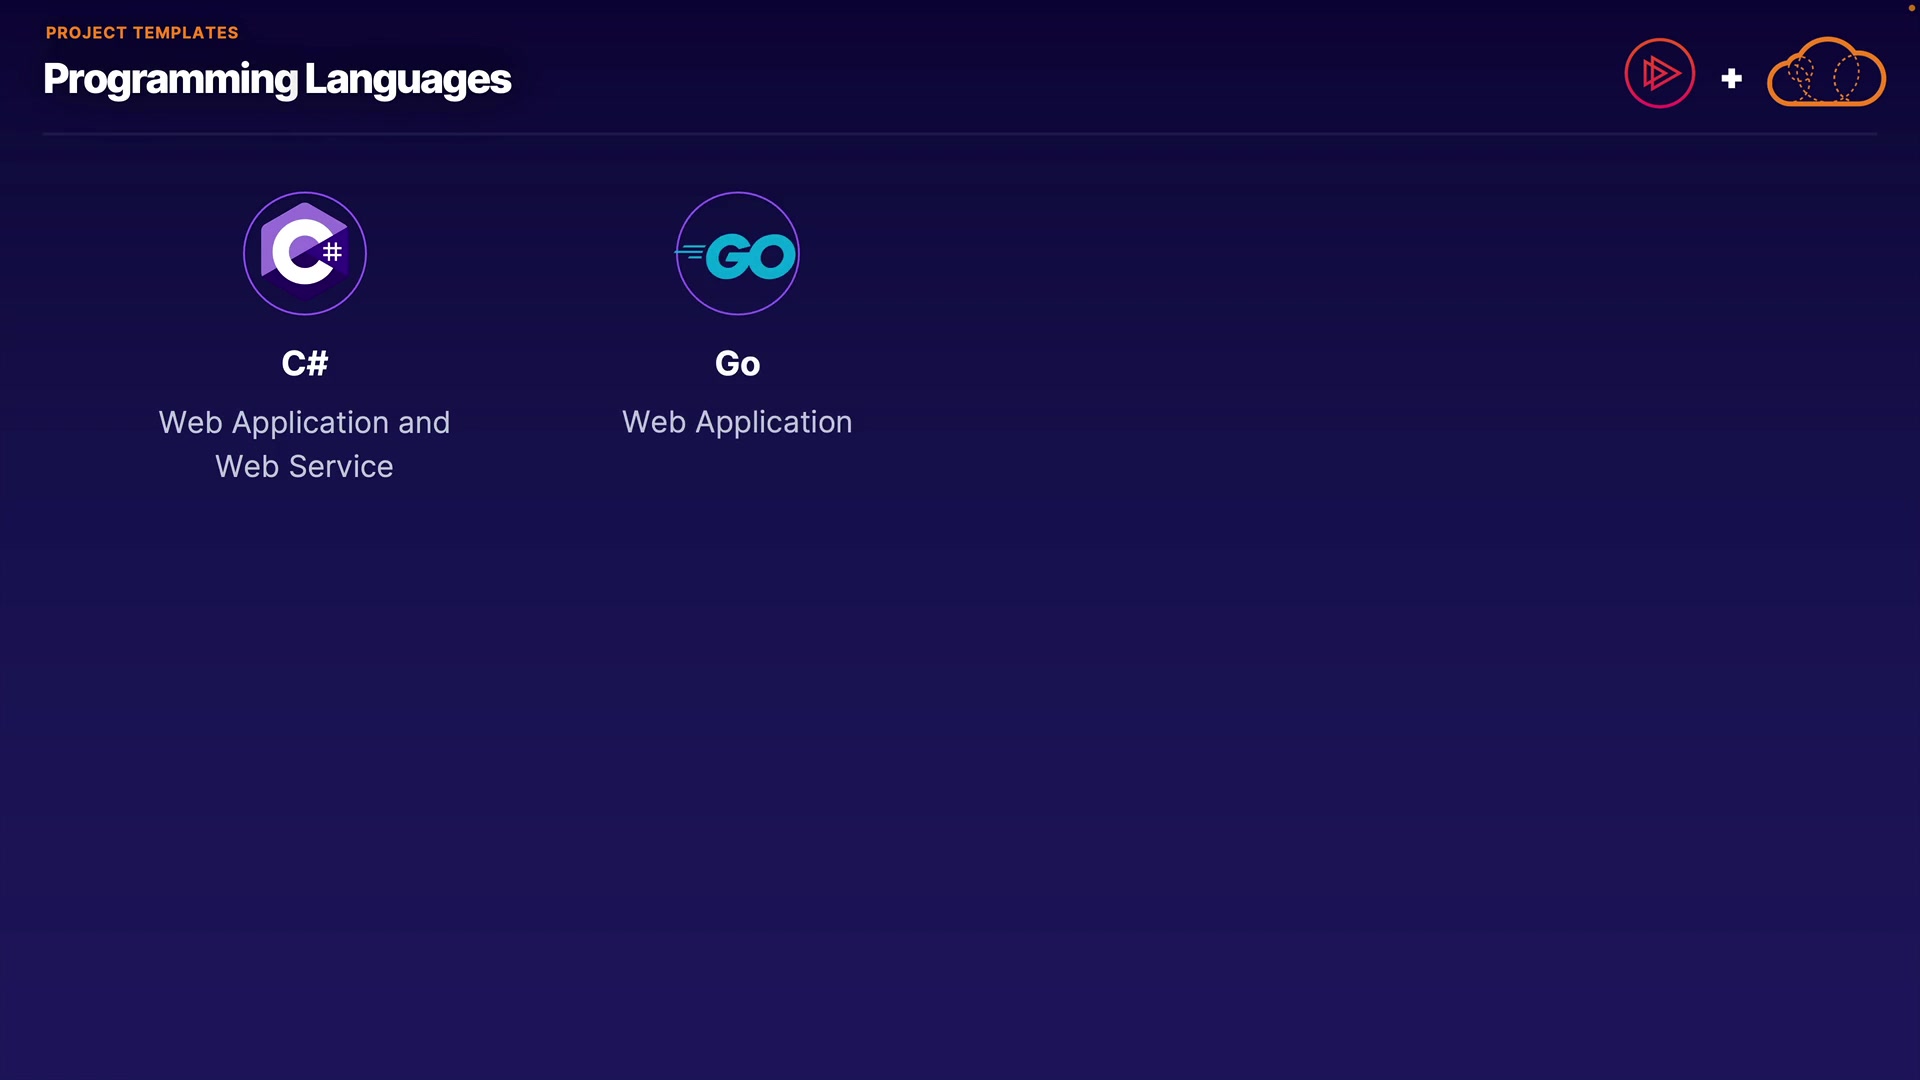 PROJECT TEMPLATES
Programming Languages
+
C#
GO
C#
Go
Web Application and
Web Service
Web Application